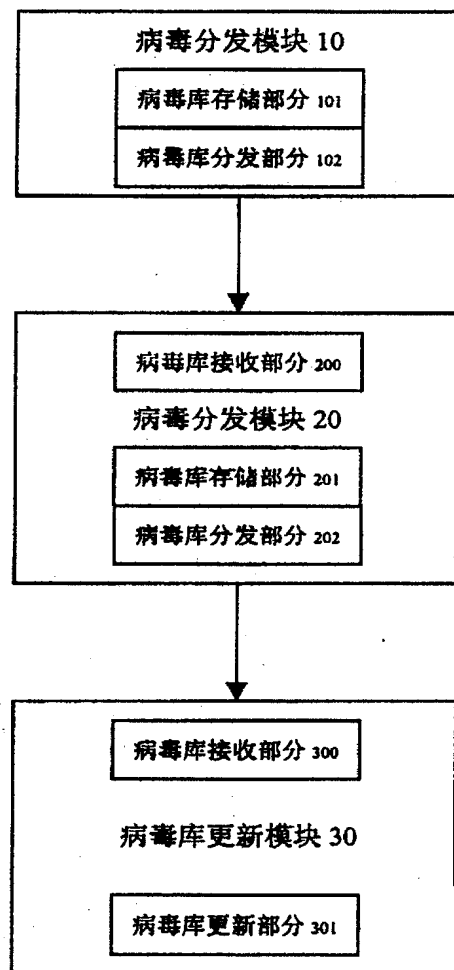 病毒分发模块 10
病毒库存储部分 101
病毒库分发部分 102
病毒库接收部分 200
病毒分发模块 20
病毒库存储部分 201
病毒库分发部分 202
病毒库接收部分 300
病毒库更新模块 30
病毒库更新部分 301